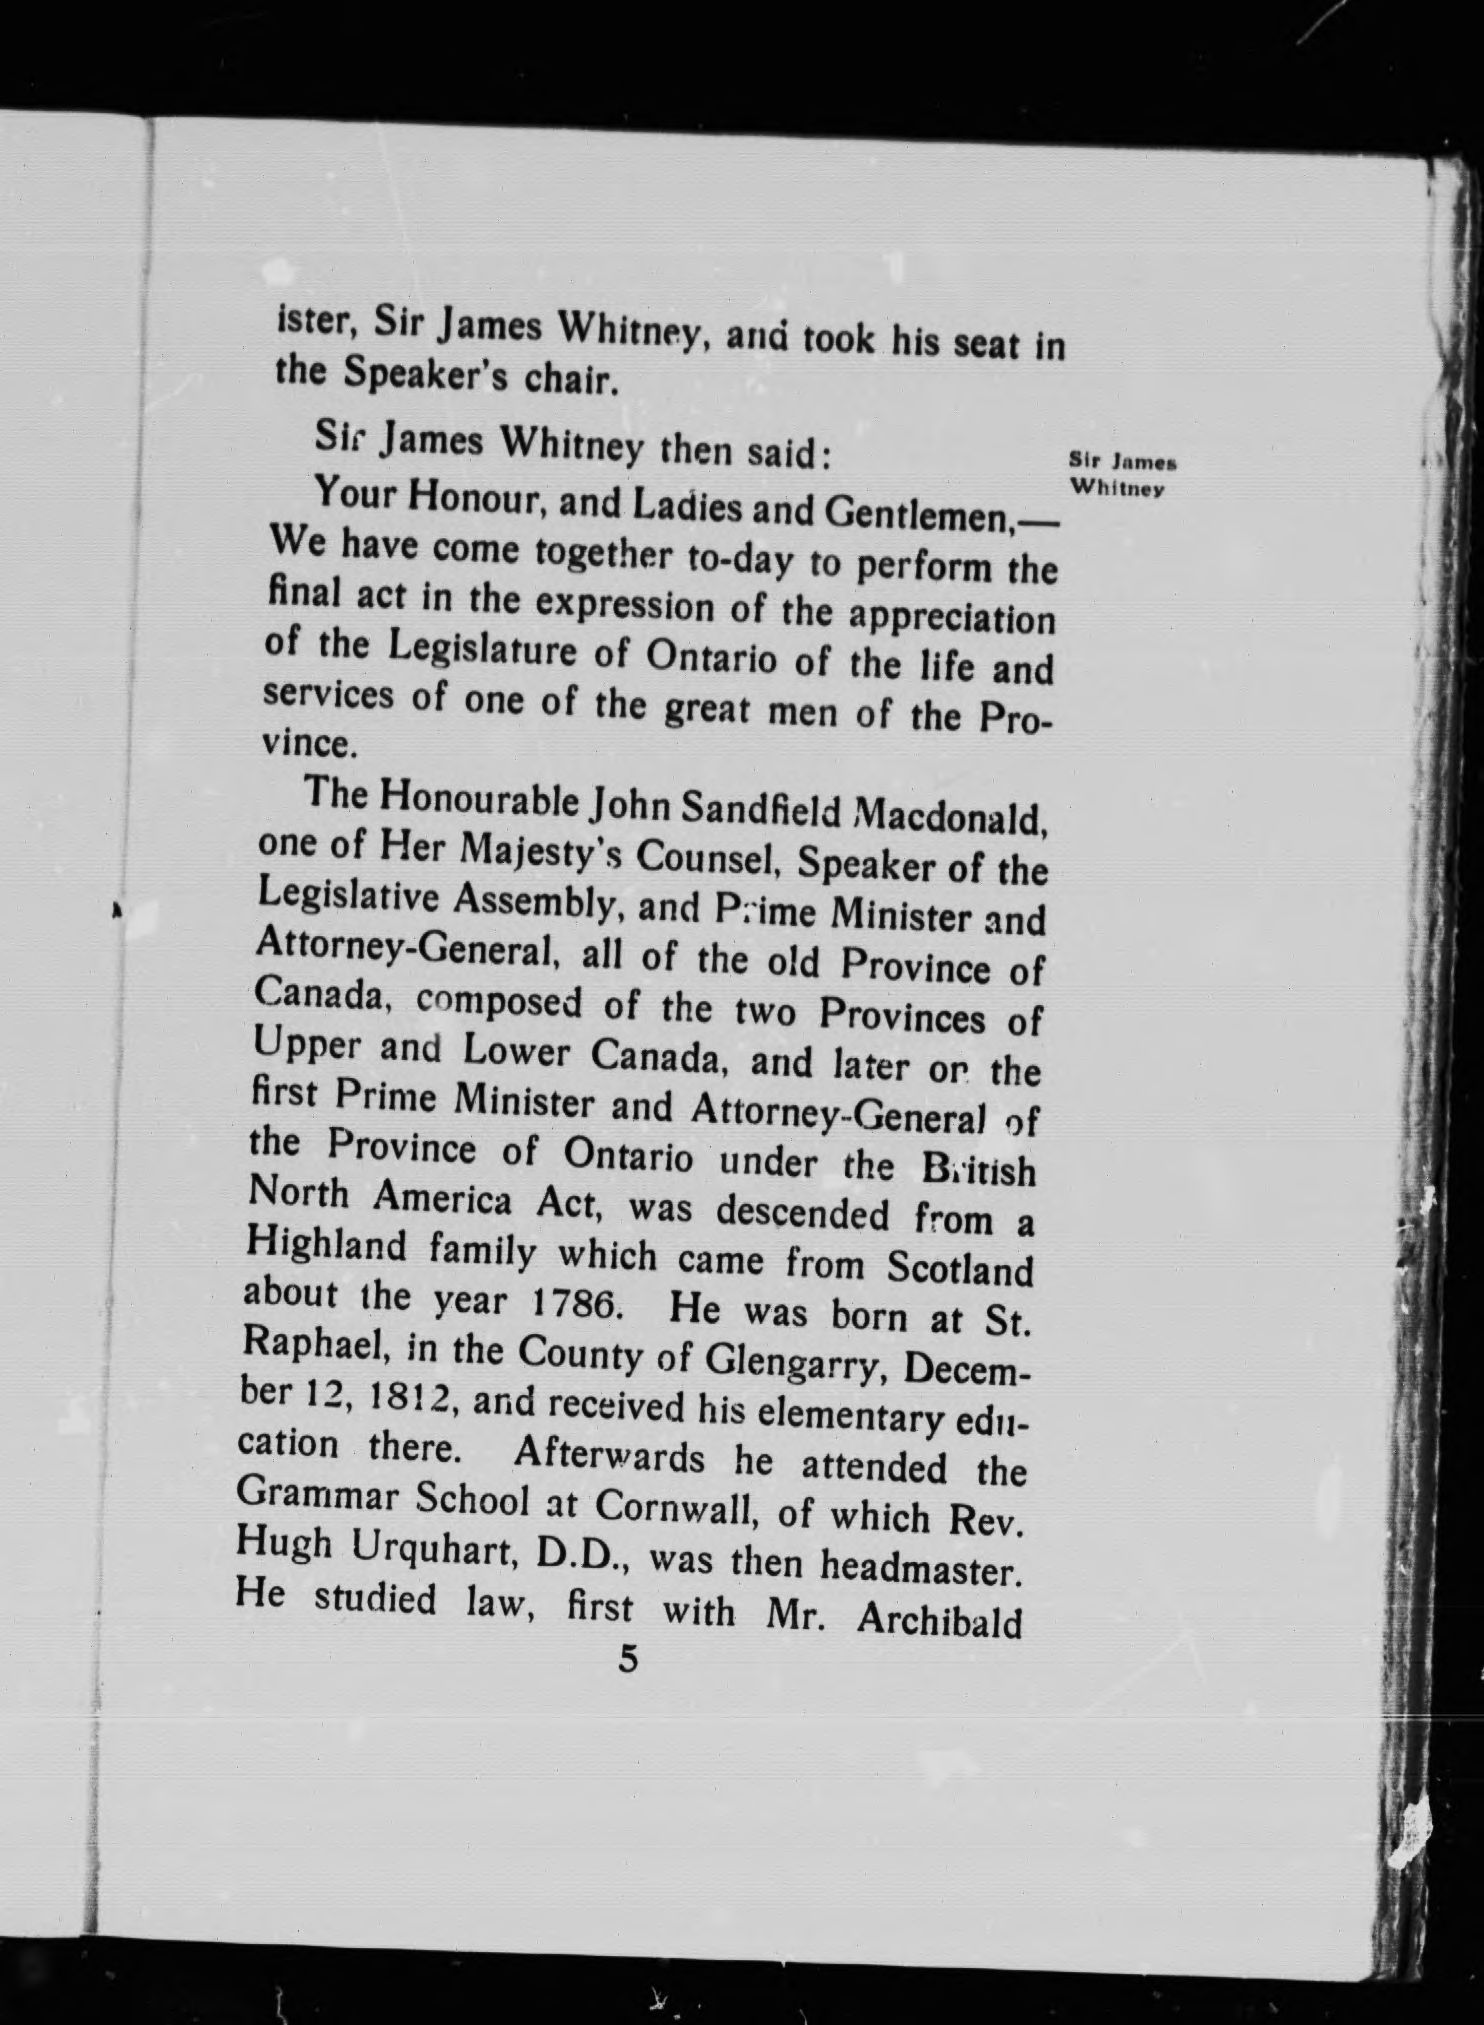 ister, Sir James Whitney, and took his seat in
the Speaker's chair.
Sir James Whitney then said:
Sir James
Whitney
Your Honour, and Ladies and Gentlemen,—
We have come together to-day to perform the
final act in the expression of the appreciation
of the Legislature of Ontario of the life and
services of one of the great men of the Pro-
vince.
The Honourable John Sandfield Macdonald,
one of Her Majesty's Counsel, Speaker of the
Legislative Assembly, and Prime Minister and
Attorney-General, all of the old Province of
Canada, composed of the two Provinces of
Upper and Lower Canada, and later on the
first Prime Minister and Attorney-General of
the Province of Ontario under the British
North America Act, was descended from a
Highland family which came from Scotland
about the year 1786. He was born at St.
Raphael, in the County of Glengarry, Decem-
ber 12, 1812, and received his elementary edu-
cation there. Afterwards he attended the
Grammar School at Cornwall, of which Rev.
Hugh Urquhart, D.D., was then headmaster.
He studied law, first with Mr. Archibald
5